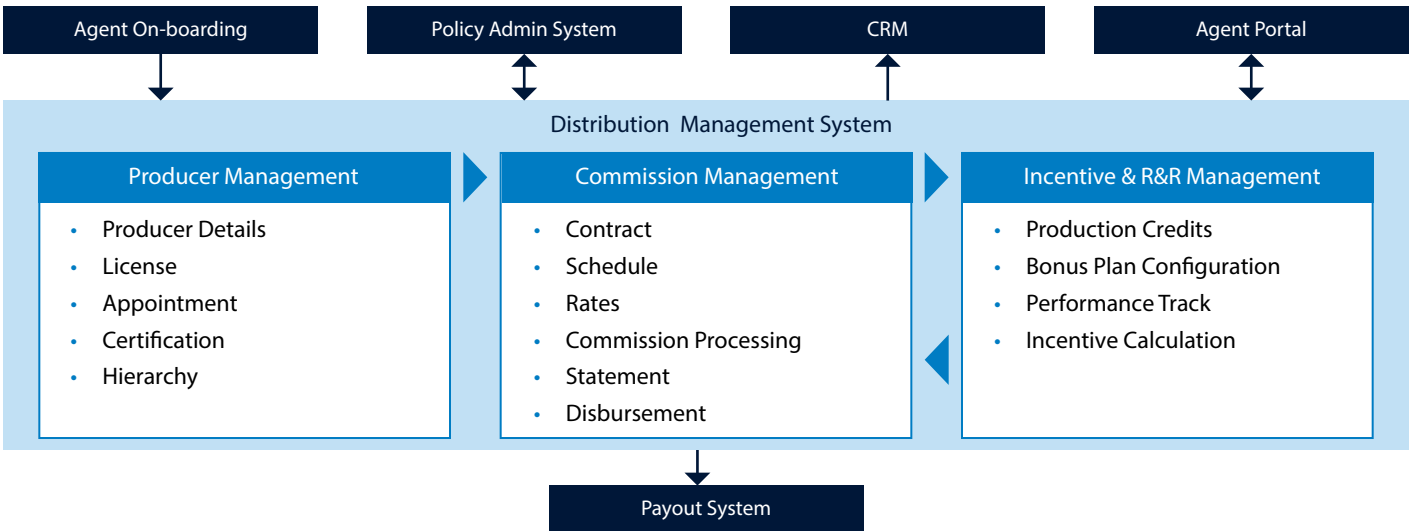 Agent On-boarding
Policy Admin System
CRM
Agent Portal
Distribution Management System
Producer Management
• Producer Details
• License
• Appointment
• Certification
• Hierarchy
Commission Management
• Contract
• Schedule
• Rates
• Commission Processing
• Statement
• Disbursement
Incentive & R&R Management
• Production Credits
• Bonus Plan Configuration
• Performance Track
• Incentive Calculation
Payout System